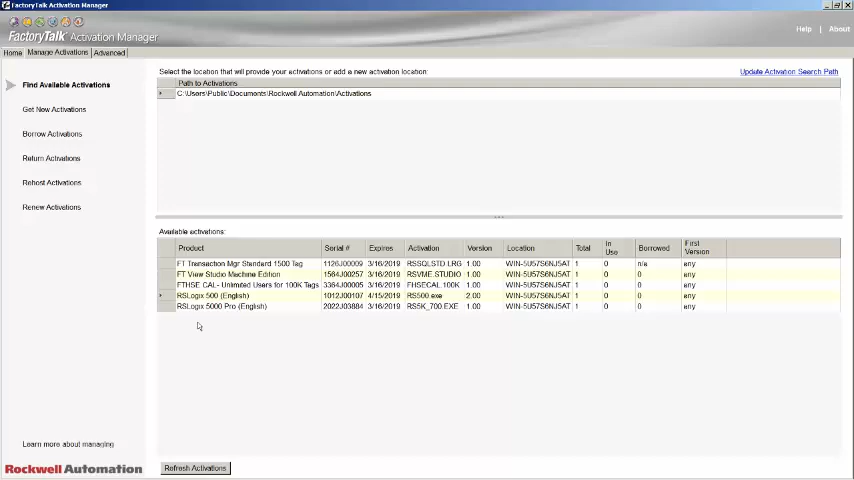 FactoryTalk Activation Manager
FactoryTalk Activation Manager
Help | About
Home Manage Activations Advanced
Find Available Activations
Get New Activations
Borrow Activations
Return Activations
Rehost Activations
Renew Activations
Learn more about managing
Rockwell Automation
Select the location that will provide your activations or add a new activation location:
Update Activation Search Path
Path to Activations
C:\Users\Public\Documents\Rockwell Automation\Activations
Available activations:
Product Serial # Expires Activation Version Location Total In Use Borrowed First Version
FT Transaction Mgr Standard 1500 Tag 1126J00009 3/16/2019 RSSQLSTD.LRG 1.00 WIN-5U57S6NJ5AT 1 0 n/a any
FT View Studio Machine Edition 1564J00257 3/16/2019 RSVME.STUDIO 1.00 WIN-5U57S6NJ5AT 1 0 0 any
FTHSE CAL- Unlimited Users for 100K Tags 3364J00005 3/16/2019 FHSECAL.100K 1.00 WIN-5U57S6NJ5AT 1 0 0 any
RSLogix 500 (English) 1012J00107 4/15/2019 RS500.exe 2.00 WIN-5U57S6NJ5AT 1 0 0 any
RSLogix 5000 Pro (English) 2022J03884 3/16/2019 RS5K_700.EXE 1.00 WIN-5U57S6NJ5AT 1 0 0 any
Refresh Activations